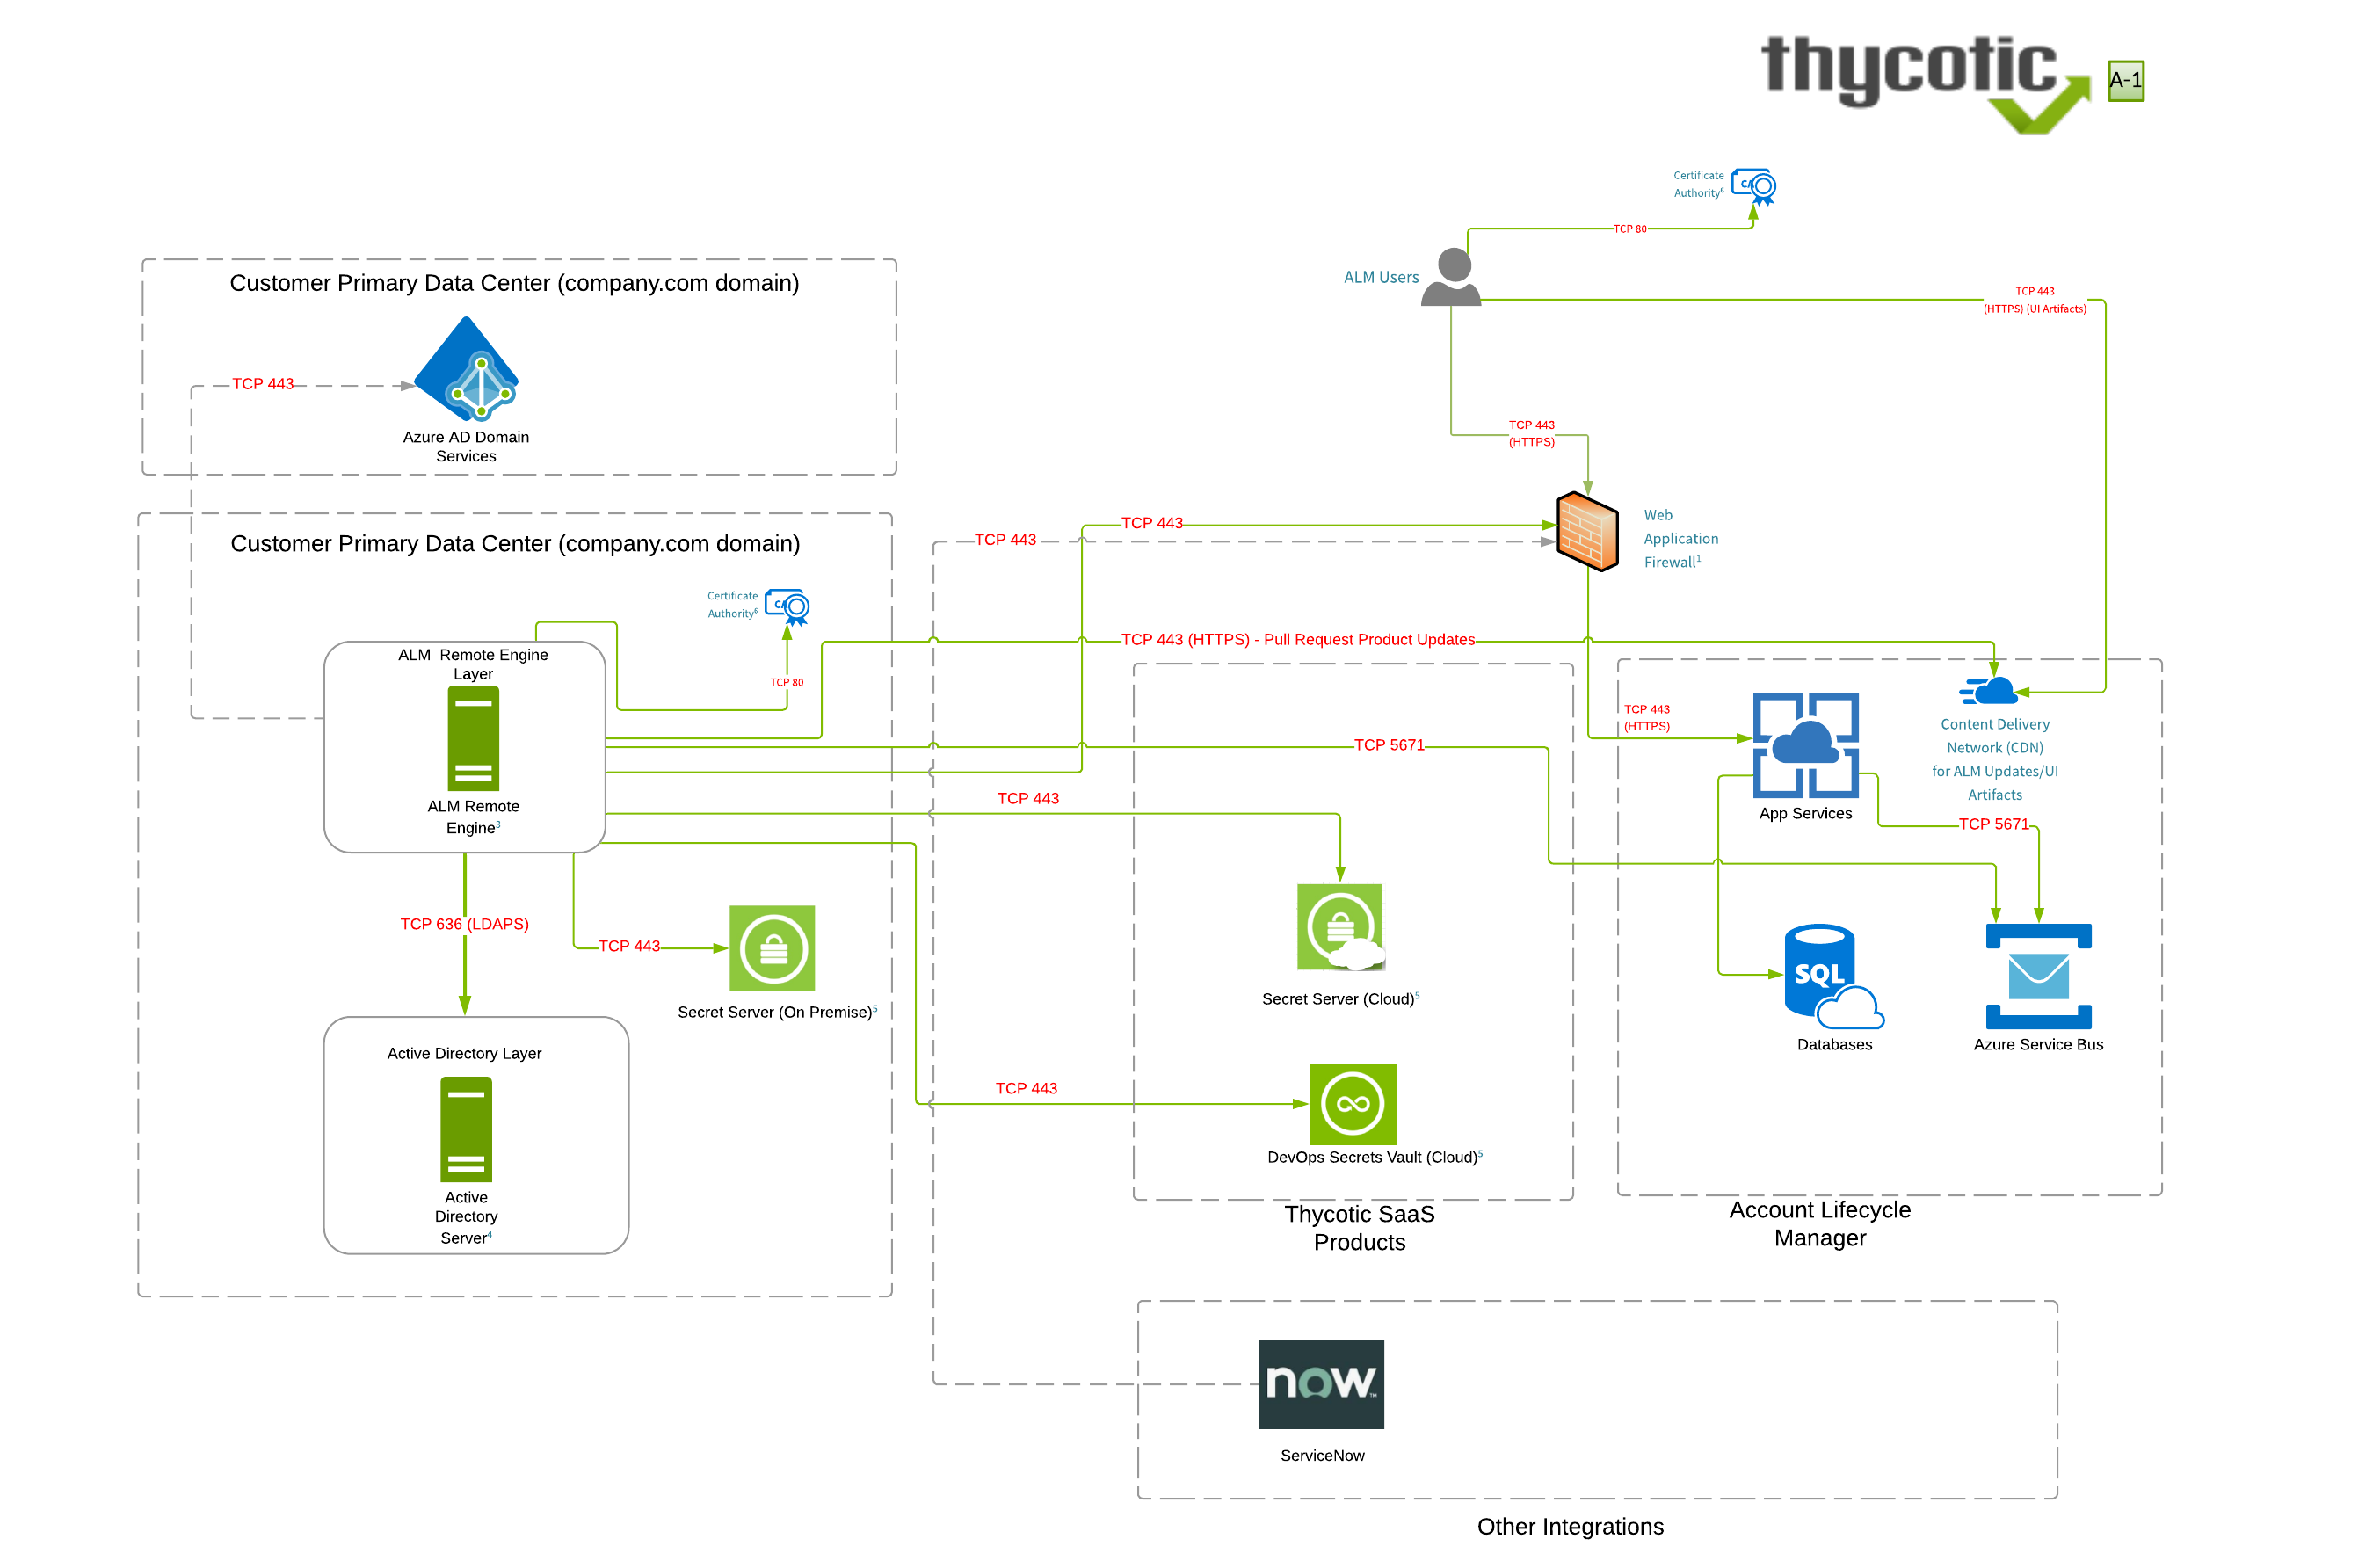 thycotic
A-1
Certificate
Authority⁶
CA
TCP 80
ALM Users
TCP 443
(HTTPS) (UI Artifacts)
Customer Primary Data Center (company.com domain)
TCP 443
Azure AD Domain
Services
TCP 443
(HTTPS)
Web
Application
Firewall¹
TCP 443
TCP 443
Customer Primary Data Center (company.com domain)
Certificate
Authority⁶
CA
TCP 80
ALM Remote Engine
Layer
ALM Remote
Engine³
TCP 443 (HTTPS) - Pull Request Product Updates
TCP 5671
TCP 443
TCP 443
(HTTPS)
App Services
Content Delivery
Network (CDN)
for ALM Updates/UI
Artifacts
TCP 5671
TCP 636 (LDAPS)
TCP 443
Secret Server (On Premise)⁵
Secret Server (Cloud)⁵
SQL
Databases
Azure Service Bus
Active Directory Layer
Active
Directory
Server⁴
TCP 443
DevOps Secrets Vault (Cloud)⁵
Thycotic SaaS
Products
Account Lifecycle
Manager
now™
ServiceNow
Other Integrations